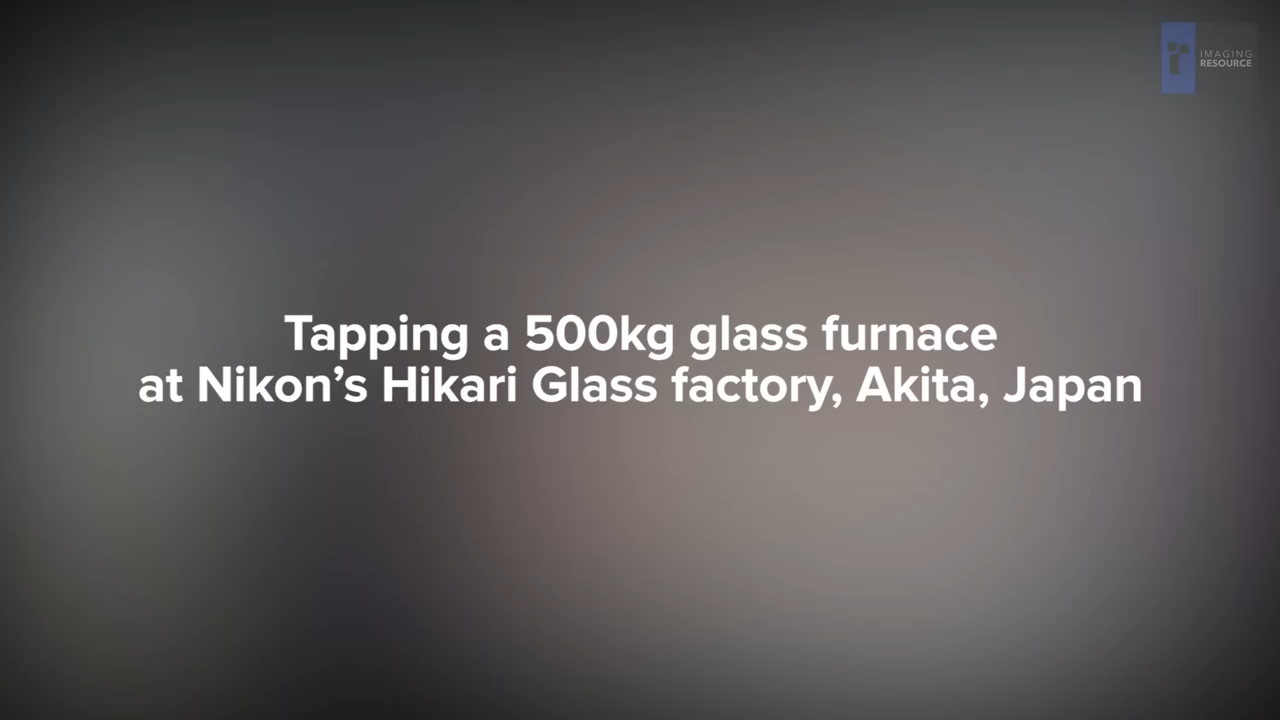 IMAGING
RESOURCE
Tapping a 500kg glass furnace
at Nikon’s Hikari Glass factory, Akita, Japan